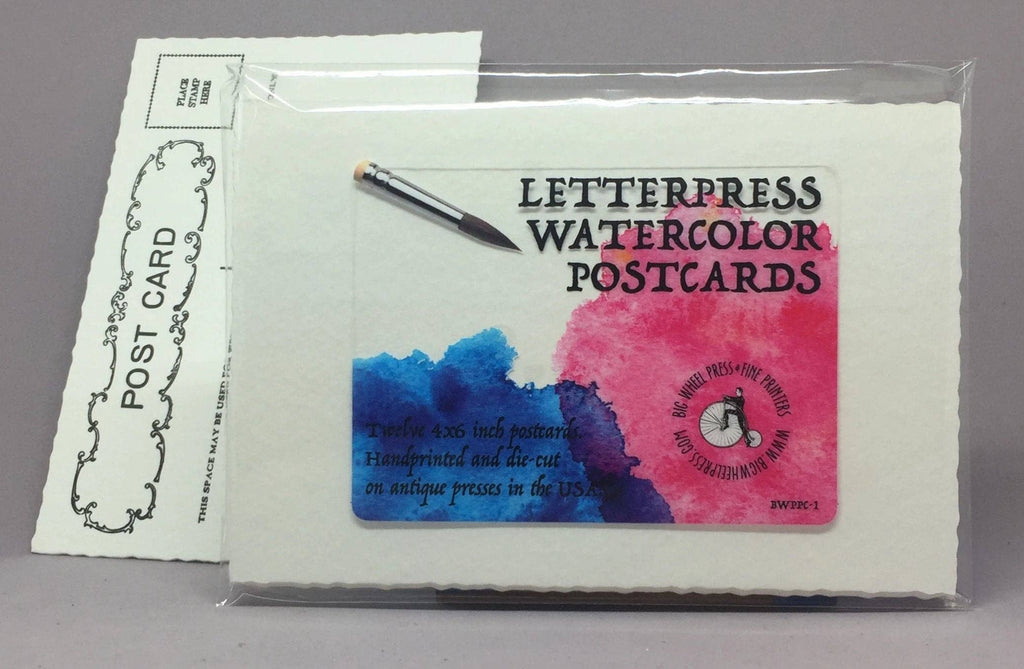 PLACE
STAMP
HERE
POST CARD
THIS SPACE MAY BE USED FOR
LETTERPRESS
WATERCOLOR
POSTCARDS
BIG WHEEL PRESS • FINE PRINTERS
WWW.BIGWHEELPRESS.COM
Twelve 4x6 inch postcards.
Handprinted and die-cut
on antique presses in the USA.
BWPPC-1